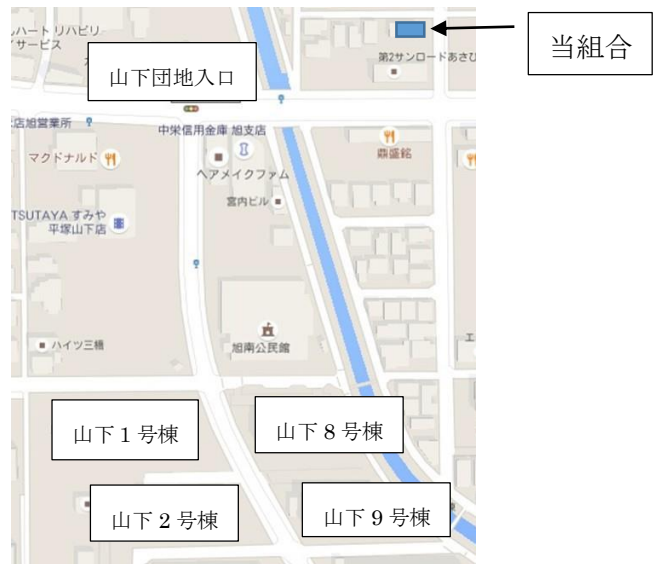 ハート リハビリ
イサービス
山下団地入口
第2サンロードあさひ
当組合
店旭営業所
中栄信用金庫 旭支店
マクドナルド
ヘアメイクファム
鼎盛銘
TSUTAYA すみや
平塚山下店
宮内ビル
ハイツ三橋
旭南公民館
エ
山下 1 号棟
山下 8 号棟
山下 2 号棟
山下 9 号棟